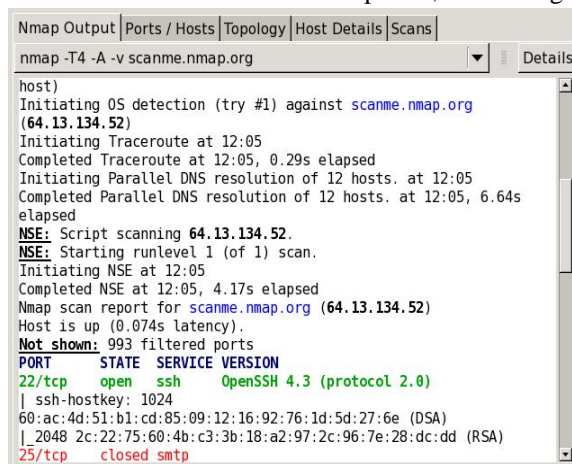 Nmap Output Ports / Hosts Topology Host Details Scans
nmap -T4 -A -v scanme.nmap.org Details
host)
Initiating OS detection (try #1) against scanme.nmap.org
(64.13.134.52)
Initiating Traceroute at 12:05
Completed Traceroute at 12:05, 0.29s elapsed
Initiating Parallel DNS resolution of 12 hosts. at 12:05
Completed Parallel DNS resolution of 12 hosts. at 12:05, 6.64s
elapsed
NSE: Script scanning 64.13.134.52.
NSE: Starting runlevel 1 (of 1) scan.
Initiating NSE at 12:05
Completed NSE at 12:05, 4.17s elapsed
Nmap scan report for scanme.nmap.org (64.13.134.52)
Host is up (0.074s latency).
Not shown: 993 filtered ports
PORT STATE SERVICE VERSION
22/tcp open ssh OpenSSH 4.3 (protocol 2.0)
| ssh-hostkey: 1024
60:ac:4d:51:b1:cd:85:09:12:16:92:76:1d:5d:27:6e (DSA)
|_2048 2c:22:75:60:4b:c3:3b:18:a2:97:2c:96:7e:28:dc:dd (RSA)
25/tcp closed smtp